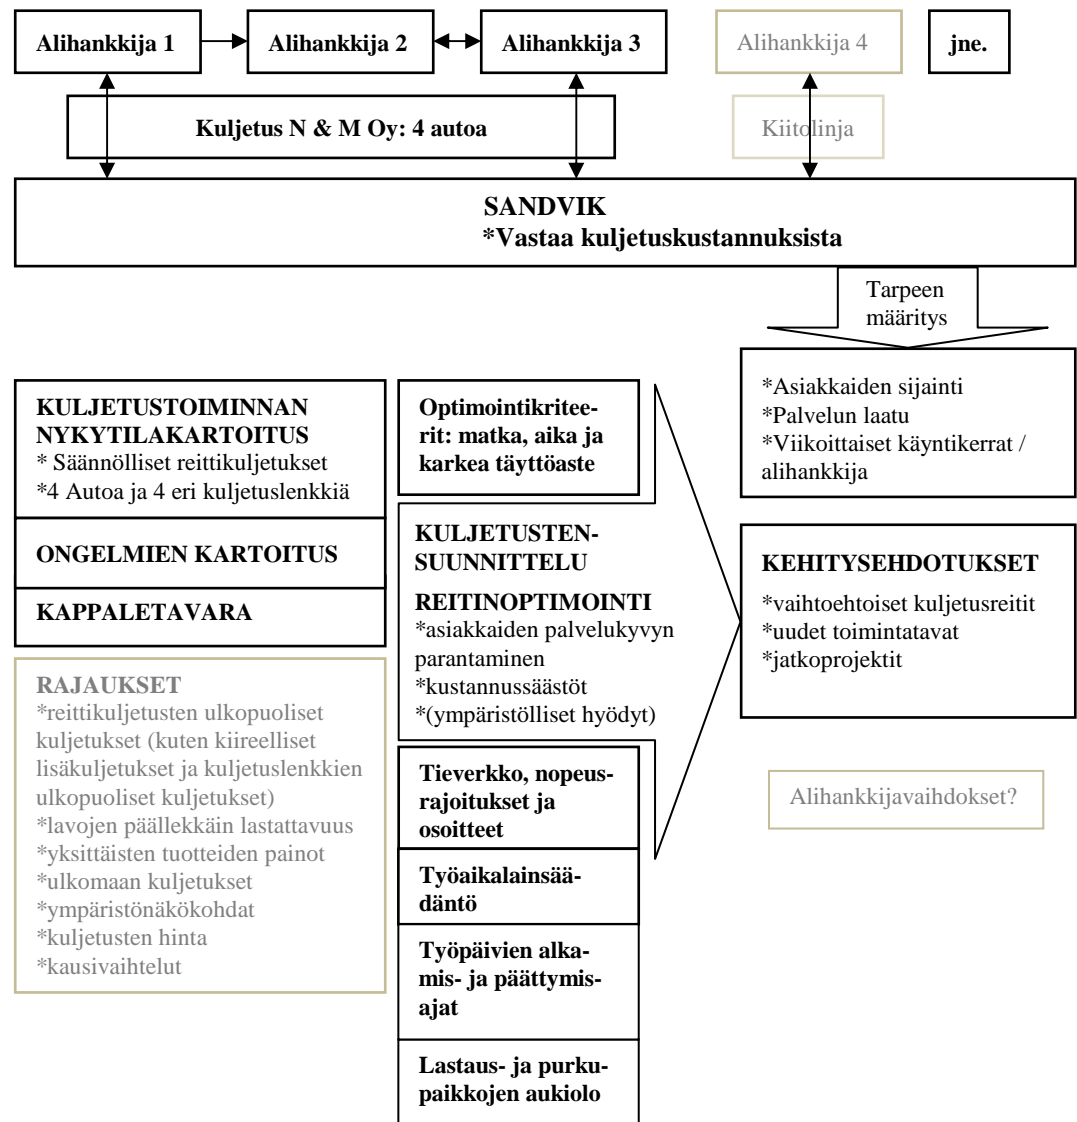 Alihankkija 1
Alihankkija 2
Alihankkija 3
Alihankkija 4
jne.
Kuljetus N & M Oy: 4 autoa
Kiitolinja
SANDVIK
*Vastaa kuljetuskustannuksista
Tarpeen
määritys
*Asiakkaiden sijainti
*Palvelun laatu
*Viikoittaiset käyntikerrat /
alihankkija
KULJETUSTOIMINNAN
NYKYTILAKARTOITUS
* Säännölliset reittikuljetukset
*4 Autoa ja 4 eri kuljetuslenkkiä
ONGELMIEN KARTOITUS
KAPPALETAVARA
RAJAUKSET
*reittikuljetusten ulkopuoliset
kuljetukset (kuten kiireelliset
lisäkuljetukset ja kuljetuslenkkien
ulkopuoliset kuljetukset)
*lavojen päällekkäin lastattavuus
*yksittäisten tuotteiden painot
*ulkomaan kuljetukset
*ympäristönäkökohdat
*kuljetusten hinta
*kausivaihtelut
Optimointikritee-
rit: matka, aika ja
karkea täyttöaste
KULJETUSTEN-
SUUNNITTELU
REITINOPTIMOINTI
*asiakkaiden palvelukyvyn
parantaminen
*kustannussäästöt
*(ympäristölliset hyödyt)
Tieverkko, nopeus-
rajoitukset ja
osoitteet
Työaikalainsää-
däntö
Työpäivien alka-
mis- ja päättymis-
ajat
Lastaus- ja purku-
paikkojen aukiolo
KEHITYSEHDOTUKSET
*vaihtoehtoiset kuljetusreitit
*uudet toimintatavat
*jatkoprojektit
Alihankkijavaihdokset?